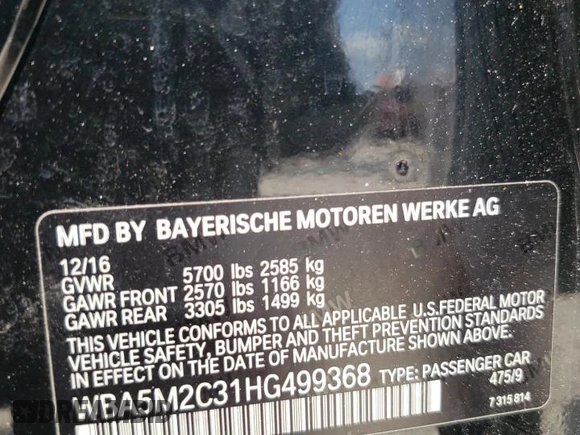 MFD BY BAYERISCHE MOTOREN WERKE AG
12/16
GVWR 5700 lbs 2585 kg
GAWR FRONT 2570 lbs 1166 kg
GAWR REAR 3305 lbs 1499 kg
THIS VEHICLE CONFORMS TO ALL APPLICABLE U.S.FEDERAL MOTOR
VEHICLE SAFETY, BUMPER AND THEFT PREVENTION STANDARDS
IN EFFECT ON THE DATE OF MANUFACTURE SHOWN ABOVE.
WBA5M2C31HG499368 TYPE: PASSENGER CAR
475/9
7 315 814